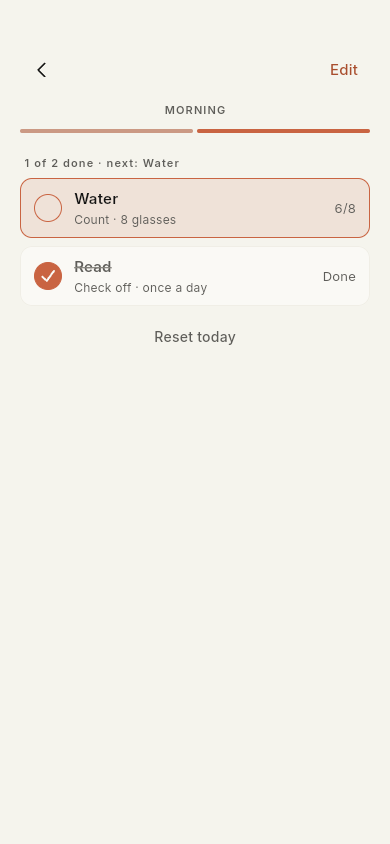 Edit
MORNING
1 of 2 done · next: Water
Water
Count · 8 glasses
6/8
Read
Check off · once a day
Done
Reset today